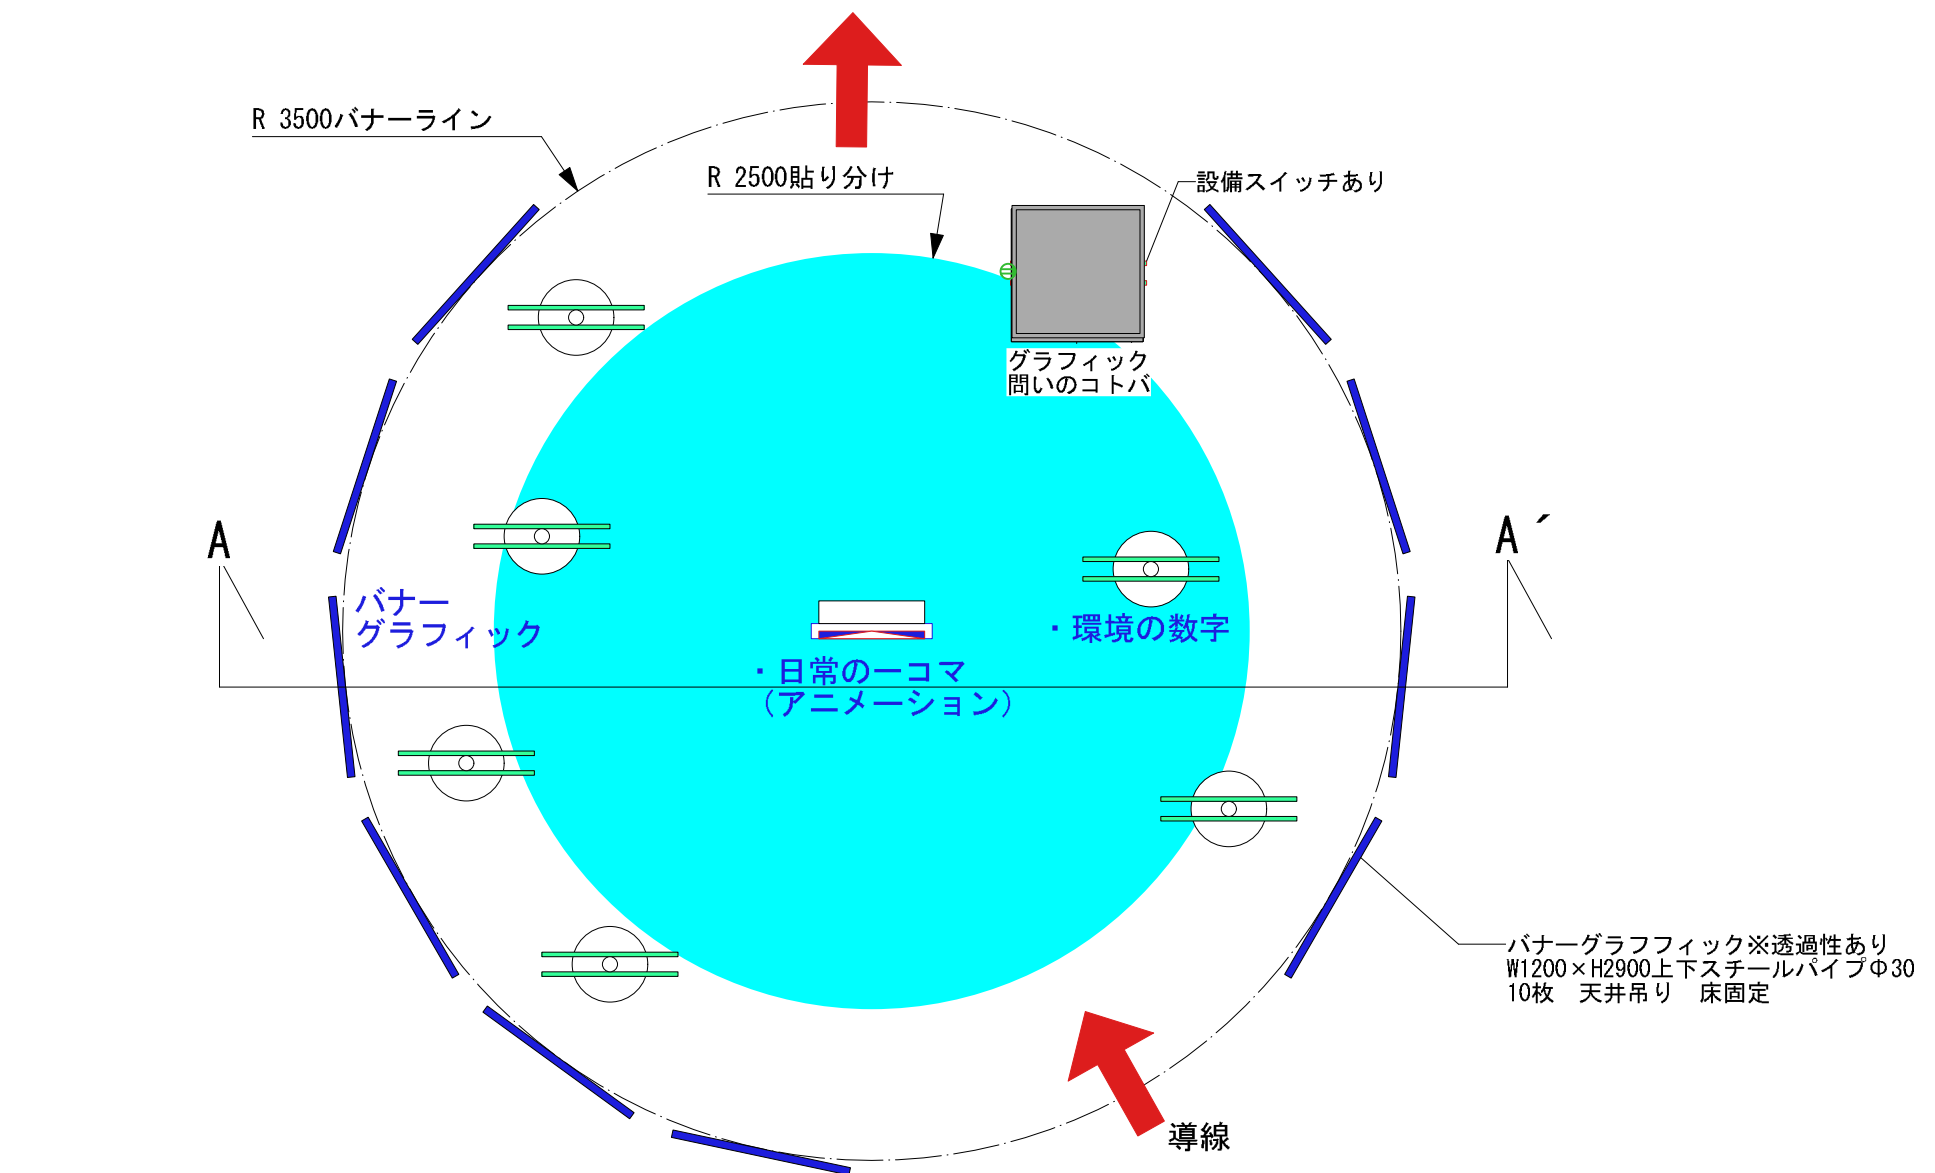 R 3500バナーライン
R 2500貼り分け
設備スイッチあり
グラフィック
問いのコトバ
A
A´
バナー
グラフィック
・環境の数字
・日常の一コマ
（アニメーション）
バナーグラフフィック※透過性あり
W1200×H2900上下スチールパイプΦ30
10枚　天井吊り　床固定
導線